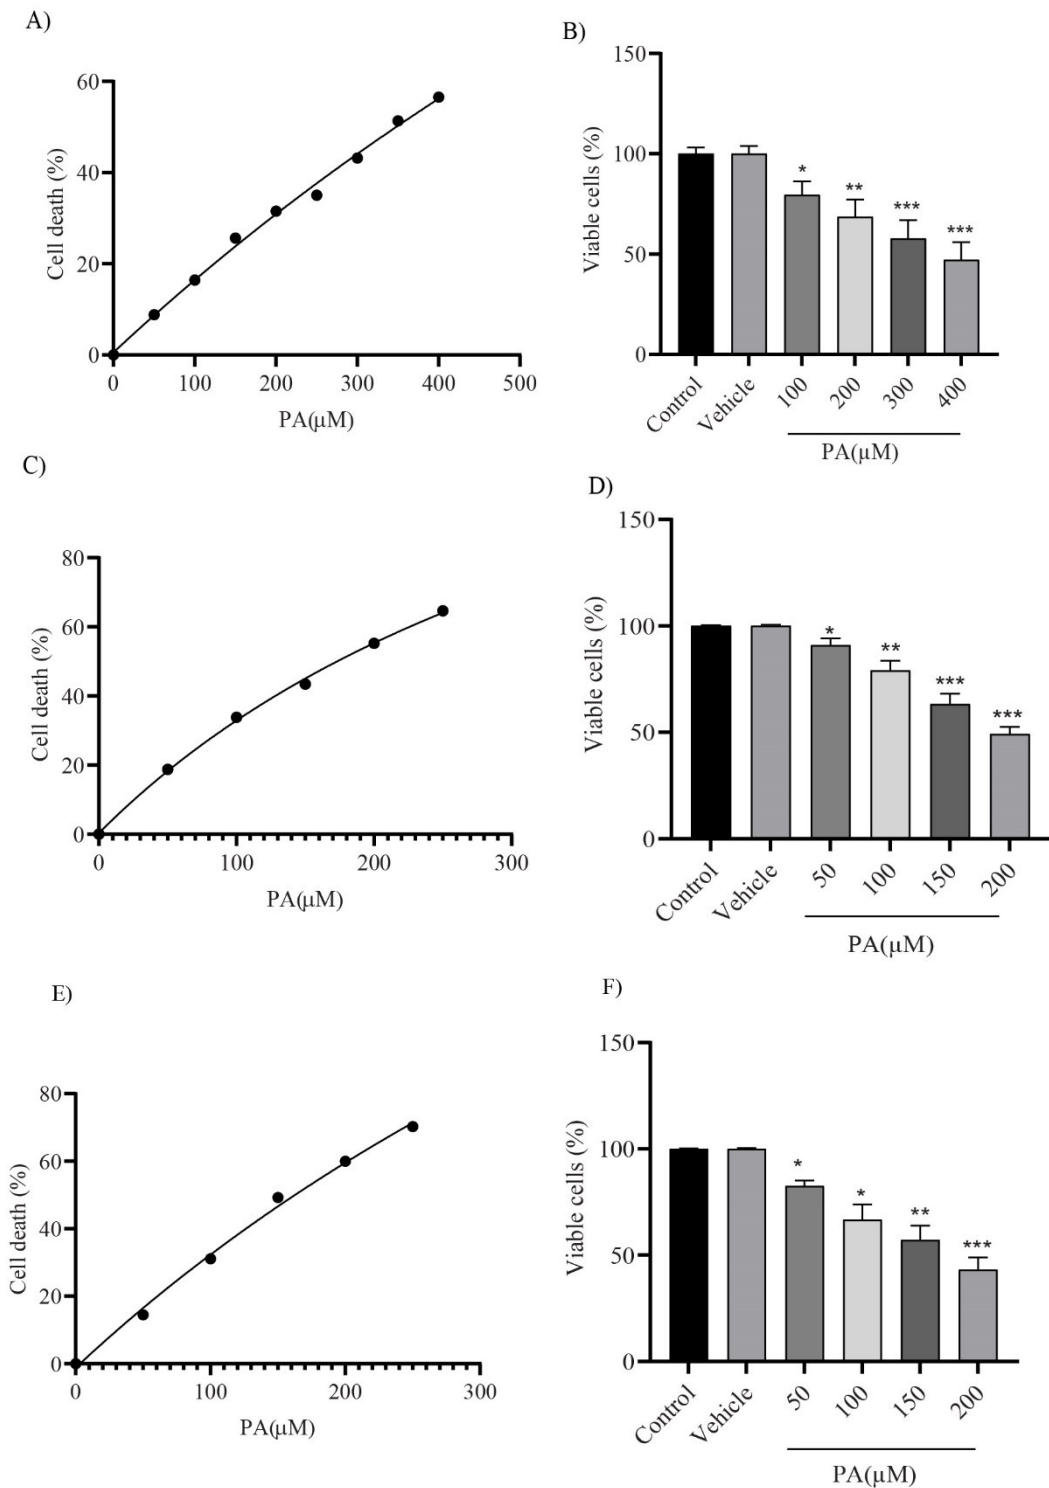 A)
60
40
20
0
Cell death (%)
0 100 200 300 400 500
PA(μM)
B)
150
100
50
0
Viable cells (%)
* ** *** ***
Control Vehicle 100 200 300 400
PA(μM)
C)
80
60
40
20
0
Cell death (%)
0 100 200 300
PA(μM)
D)
150
100
50
0
Viable cells (%)
* ** *** ***
Control Vehicle 50 100 150 200
PA(μM)
E)
80
60
40
20
0
Cell death (%)
0 100 200 300
PA(μM)
F)
150
100
50
0
Viable cells (%)
* * ** ***
Control Vehicle 50 100 150 200
PA(μM)